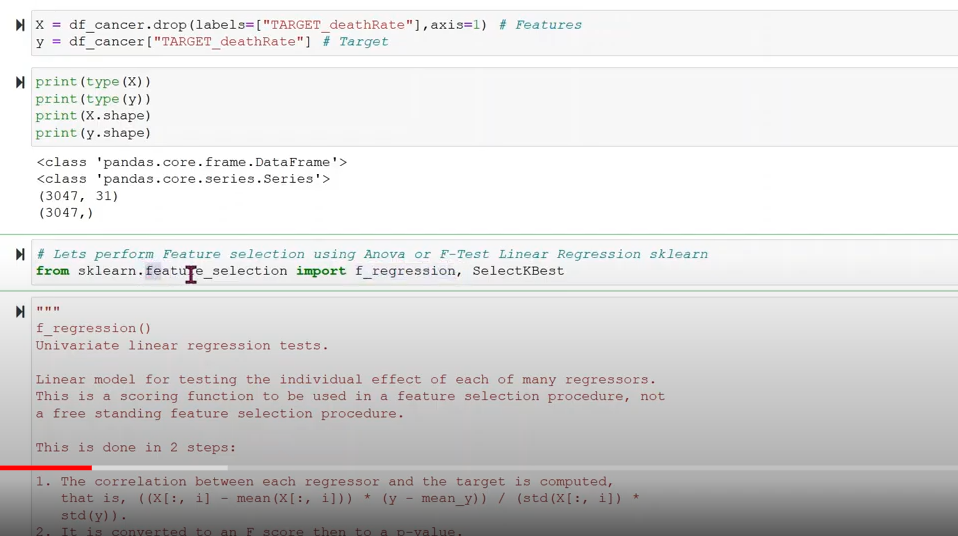 X = df_cancer.drop(labels=["TARGET_deathRate"],axis=1) # Features
y = df_cancer["TARGET_deathRate"] # Target
print(type(X))
print(type(y))
print(X.shape)
print(y.shape)
<class 'pandas.core.frame.DataFrame'>
<class 'pandas.core.series.Series'>
(3047, 31)
(3047,)
# Lets perform Feature selection using Anova or F-Test Linear Regression sklearn
from sklearn.feature_selection import f_regression, SelectKBest
"""
f_regression()
Univariate linear regression tests.
Linear model for testing the individual effect of each of many regressors.
This is a scoring function to be used in a feature selection procedure, not
a free standing feature selection procedure.
This is done in 2 steps:
1. The correlation between each regressor and the target is computed,
that is, ((X[:, i] - mean(X[:, i])) * (y - mean_y)) / (std(X[:, i]) *
std(y)).
2. It is converted to an F score then to a p-value.